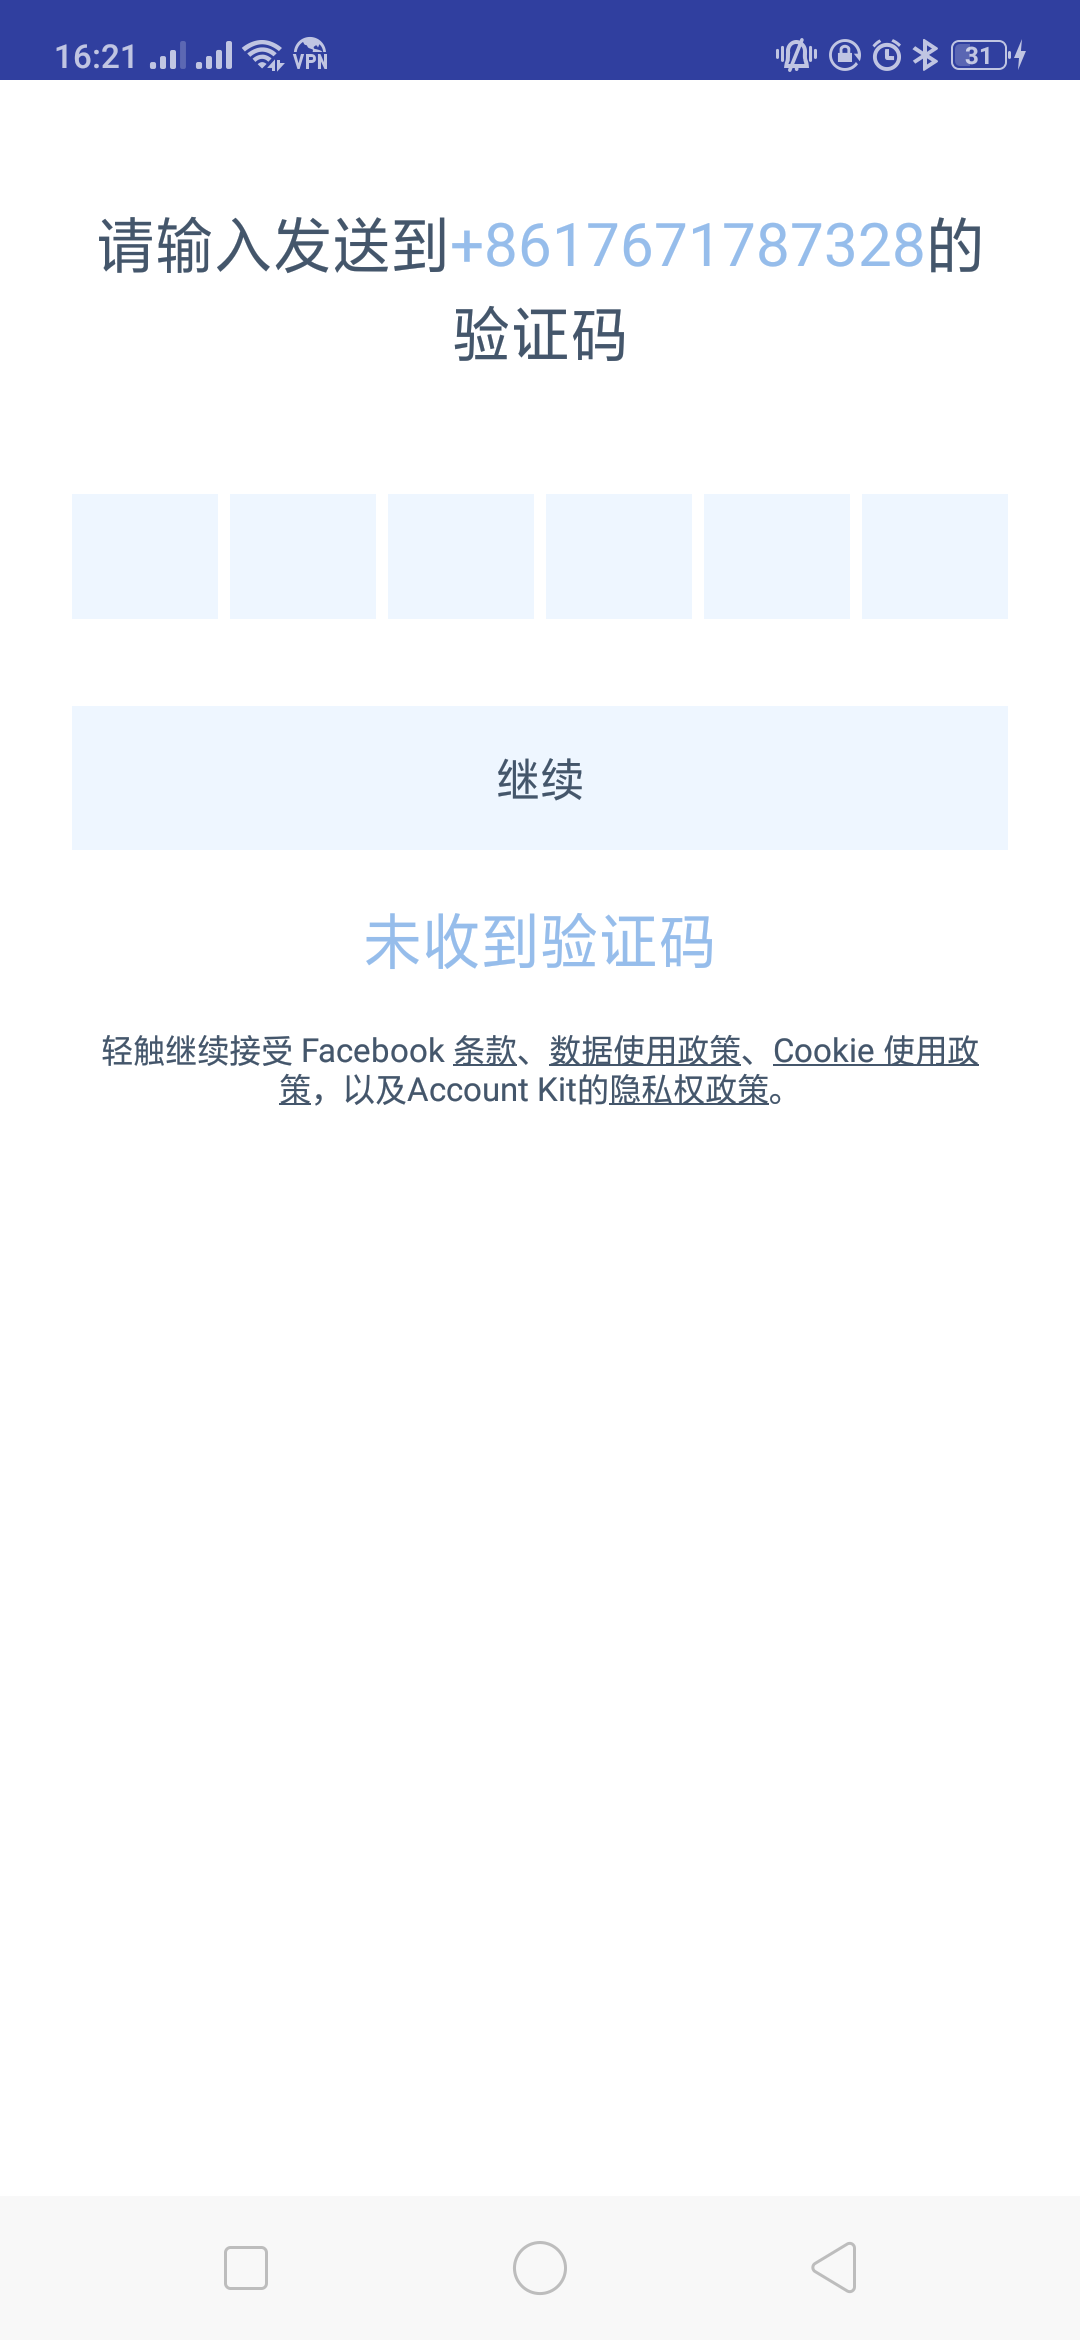 16:21 VPN 31
请输入发送到+8617671787328的
验证码
继续
未收到验证码
轻触继续接受 Facebook 条款、数据使用政策、Cookie 使用政
策，以及Account Kit的隐私权政策。